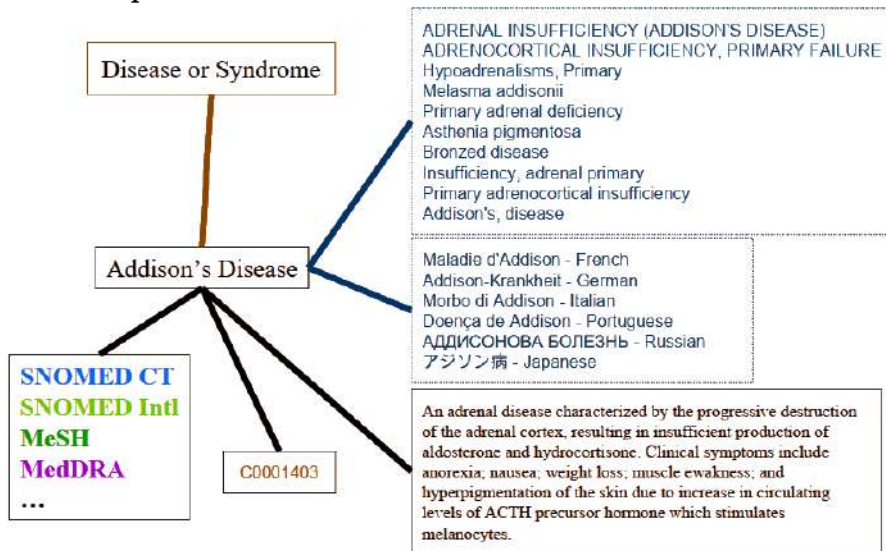 Disease or Syndrome
ADRENAL INSUFFICIENCY (ADDISON'S DISEASE)
ADRENOCORTICAL INSUFFICIENCY, PRIMARY FAILURE
Hypoadrenalisms, Primary
Melasma addisonii
Primary adrenal deficiency
Asthenia pigmentosa
Bronzed disease
Insufficiency, adrenal primary
Primary adrenocortical insufficiency
Addison's, disease
Addison's Disease
Maladie d'Addison - French
Addison-Krankheit - German
Morbo di Addison - Italian
Doença de Addison - Portuguese
АДДИСОНОВА БОЛЕЗНЬ - Russian
アジソン病 - Japanese
SNOMED CT
SNOMED Intl
MeSH
MedDRA
...
C0001403
An adrenal disease characterized by the progressive destruction
of the adrenal cortex, resulting in insufficient production of
aldosterone and hydrocortisone. Clinical symptoms include
anorexia; nausea; weight loss; muscle ewakness; and
hyperpigmentation of the skin due to increase in circulating
levels of ACTH precursor hormone which stimulates
melanocytes.